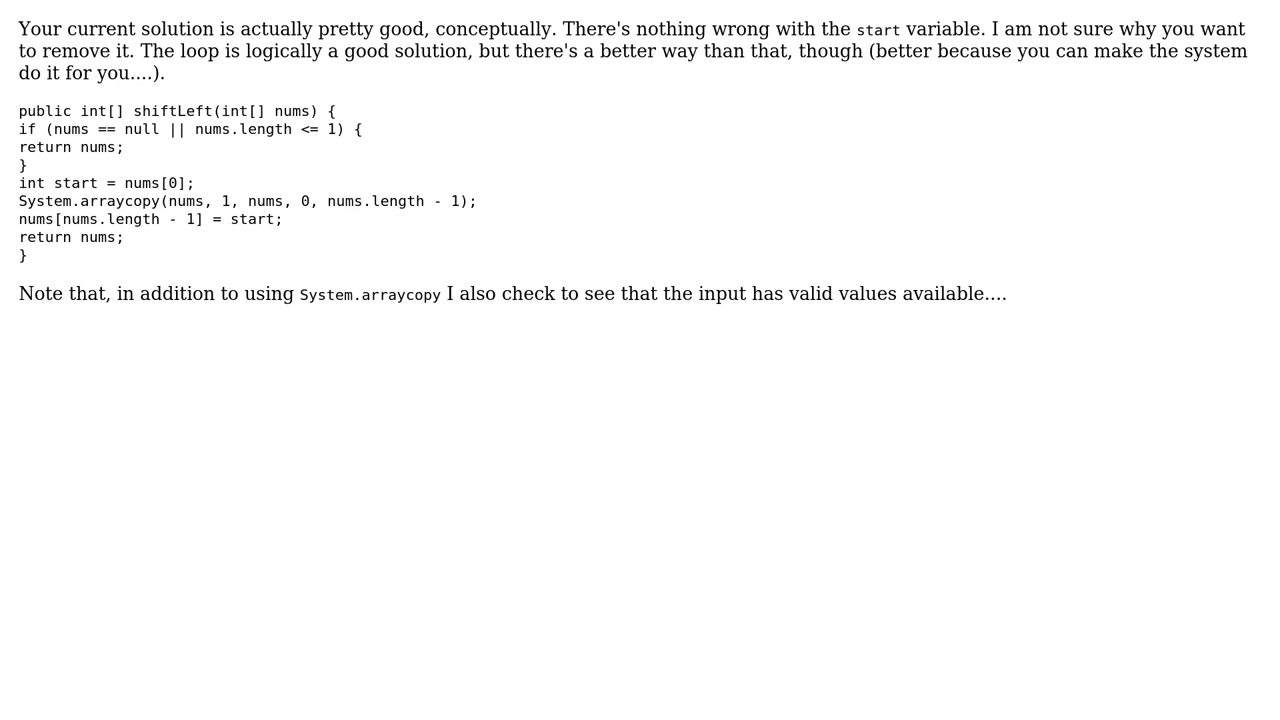 Your current solution is actually pretty good, conceptually. There's nothing wrong with the start variable. I am not sure why you want
to remove it. The loop is logically a good solution, but there's a better way than that, though (better because you can make the system
do it for you....).
public int[] shiftLeft(int[] nums) {
if (nums == null || nums.length <= 1) {
return nums;
}
int start = nums[0];
System.arraycopy(nums, 1, nums, 0, nums.length - 1);
nums[nums.length - 1] = start;
return nums;
}
Note that, in addition to using System.arraycopy I also check to see that the input has valid values available....